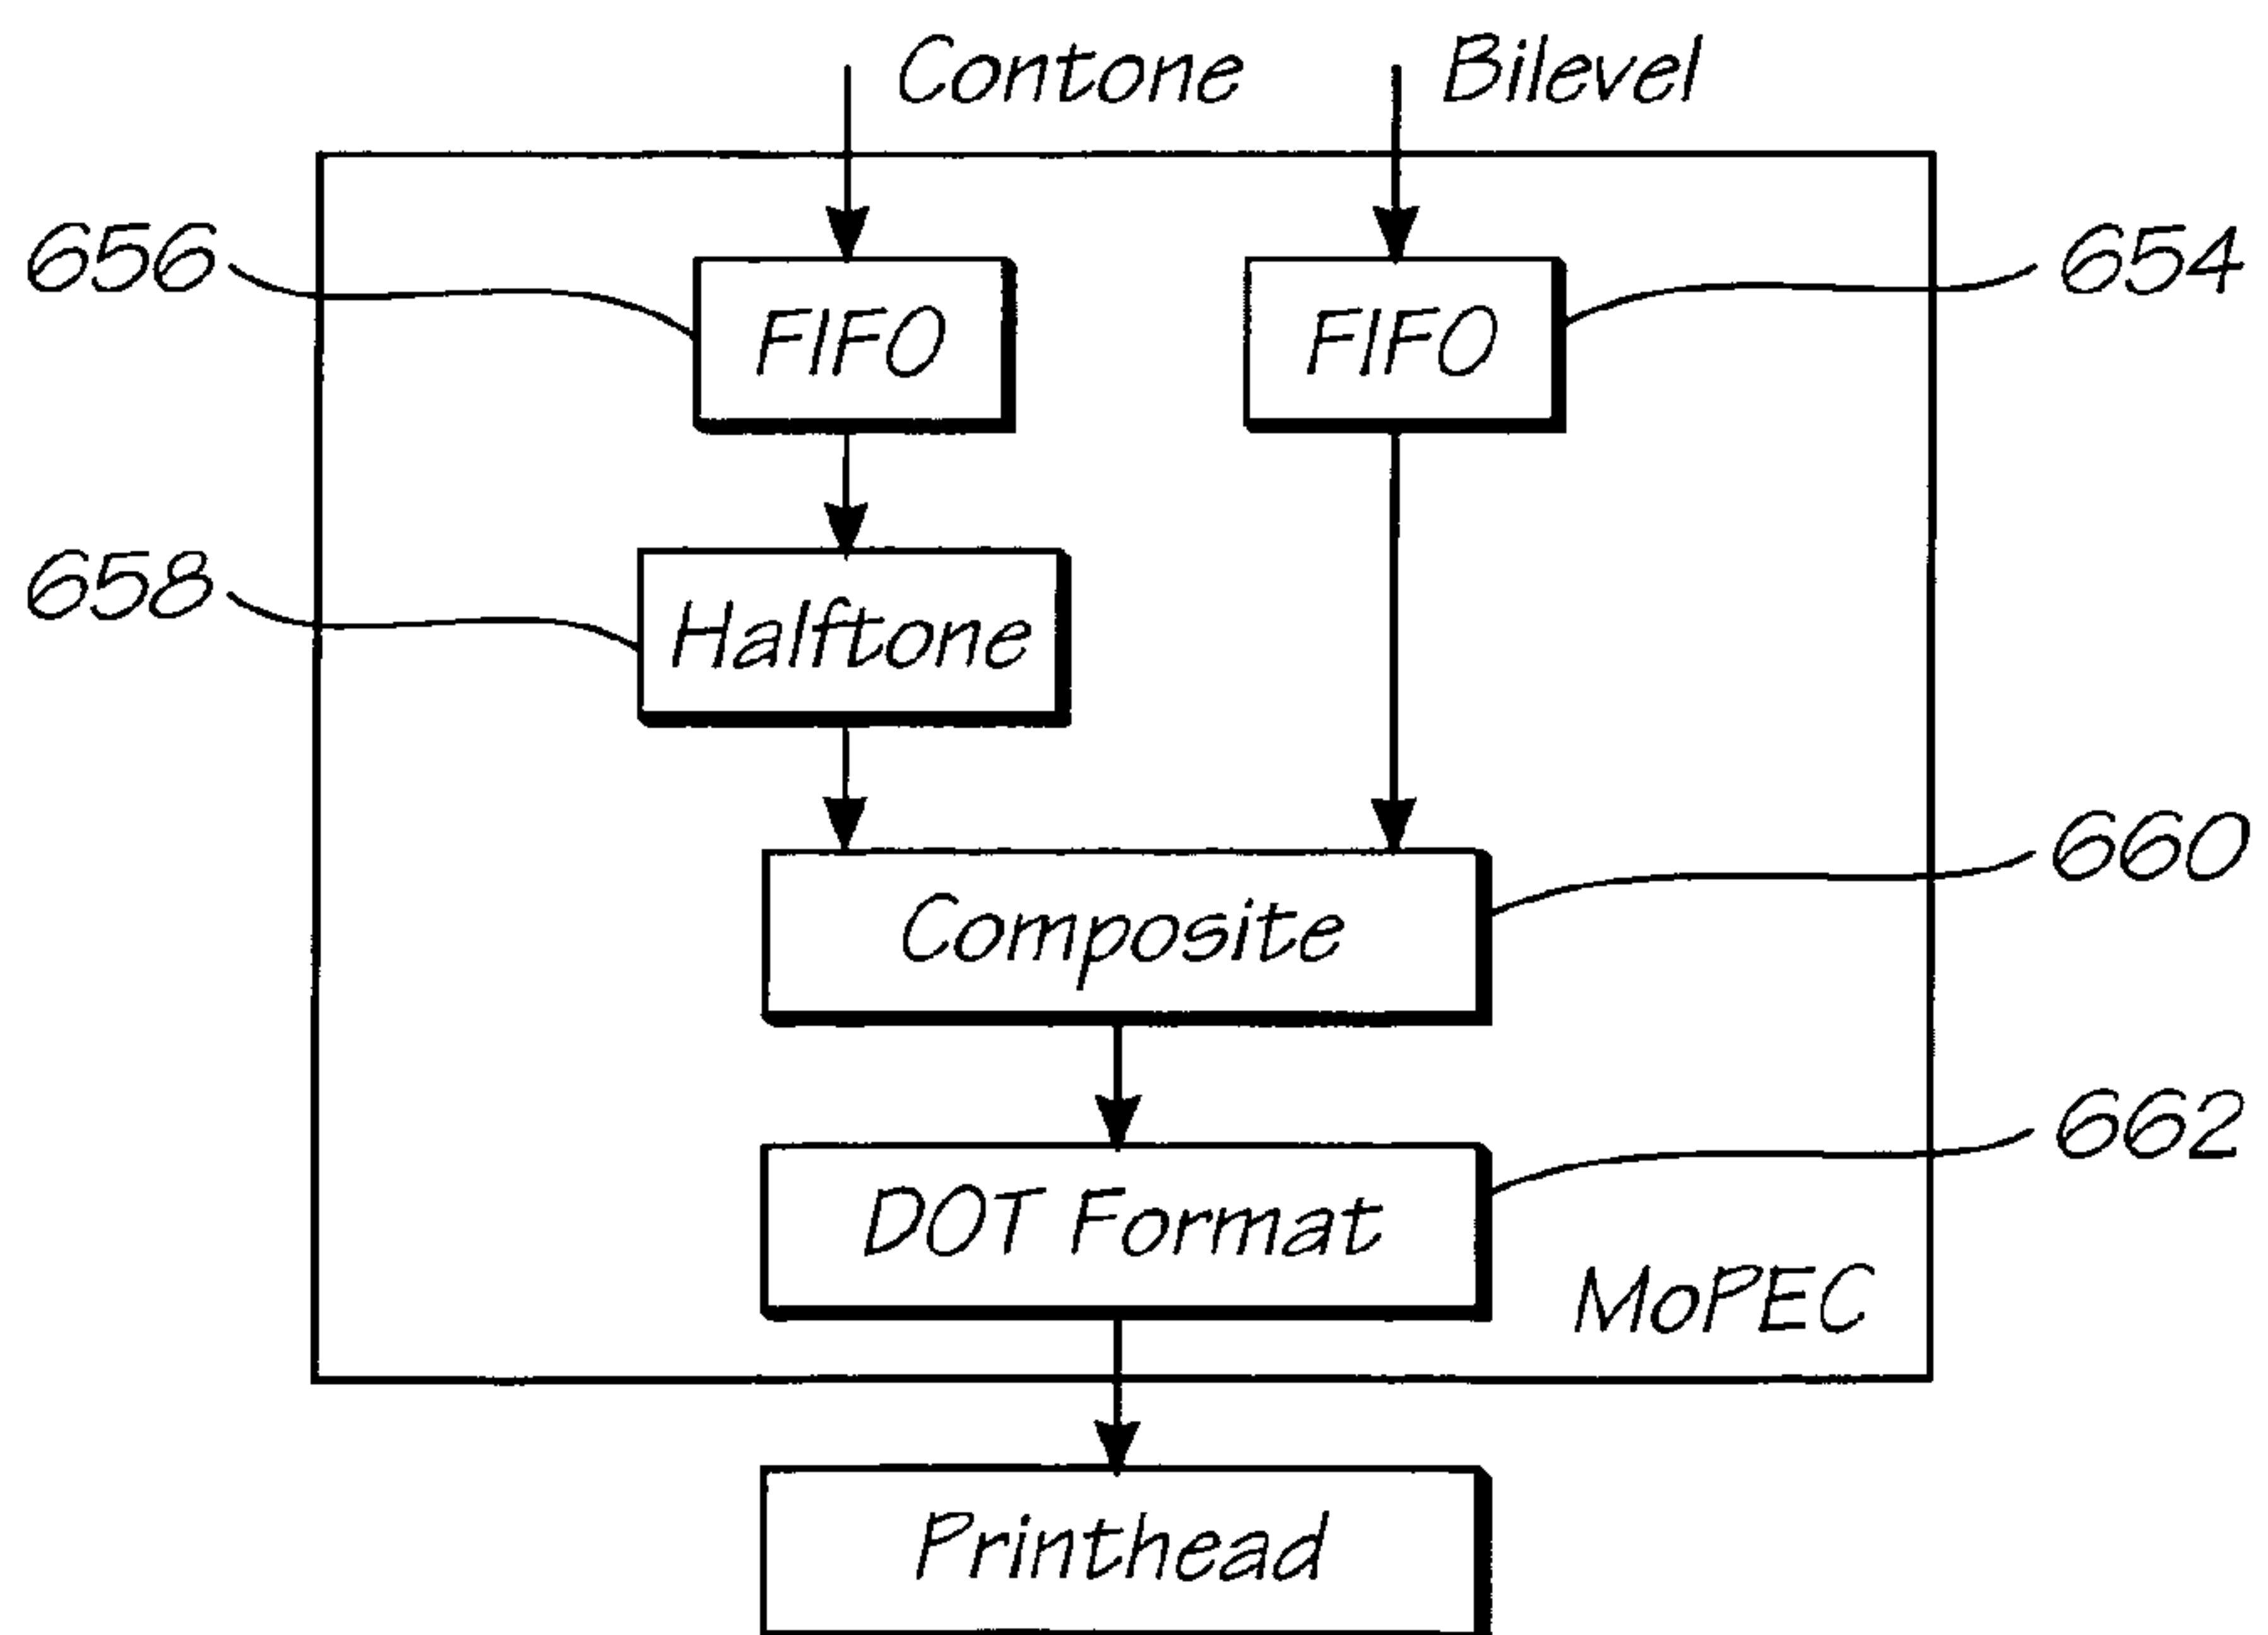 Contone Bilevel
656 FIFO FIFO 654
658 Halftone
Composite 660
DOT Format 662
MoPEC
Printhead